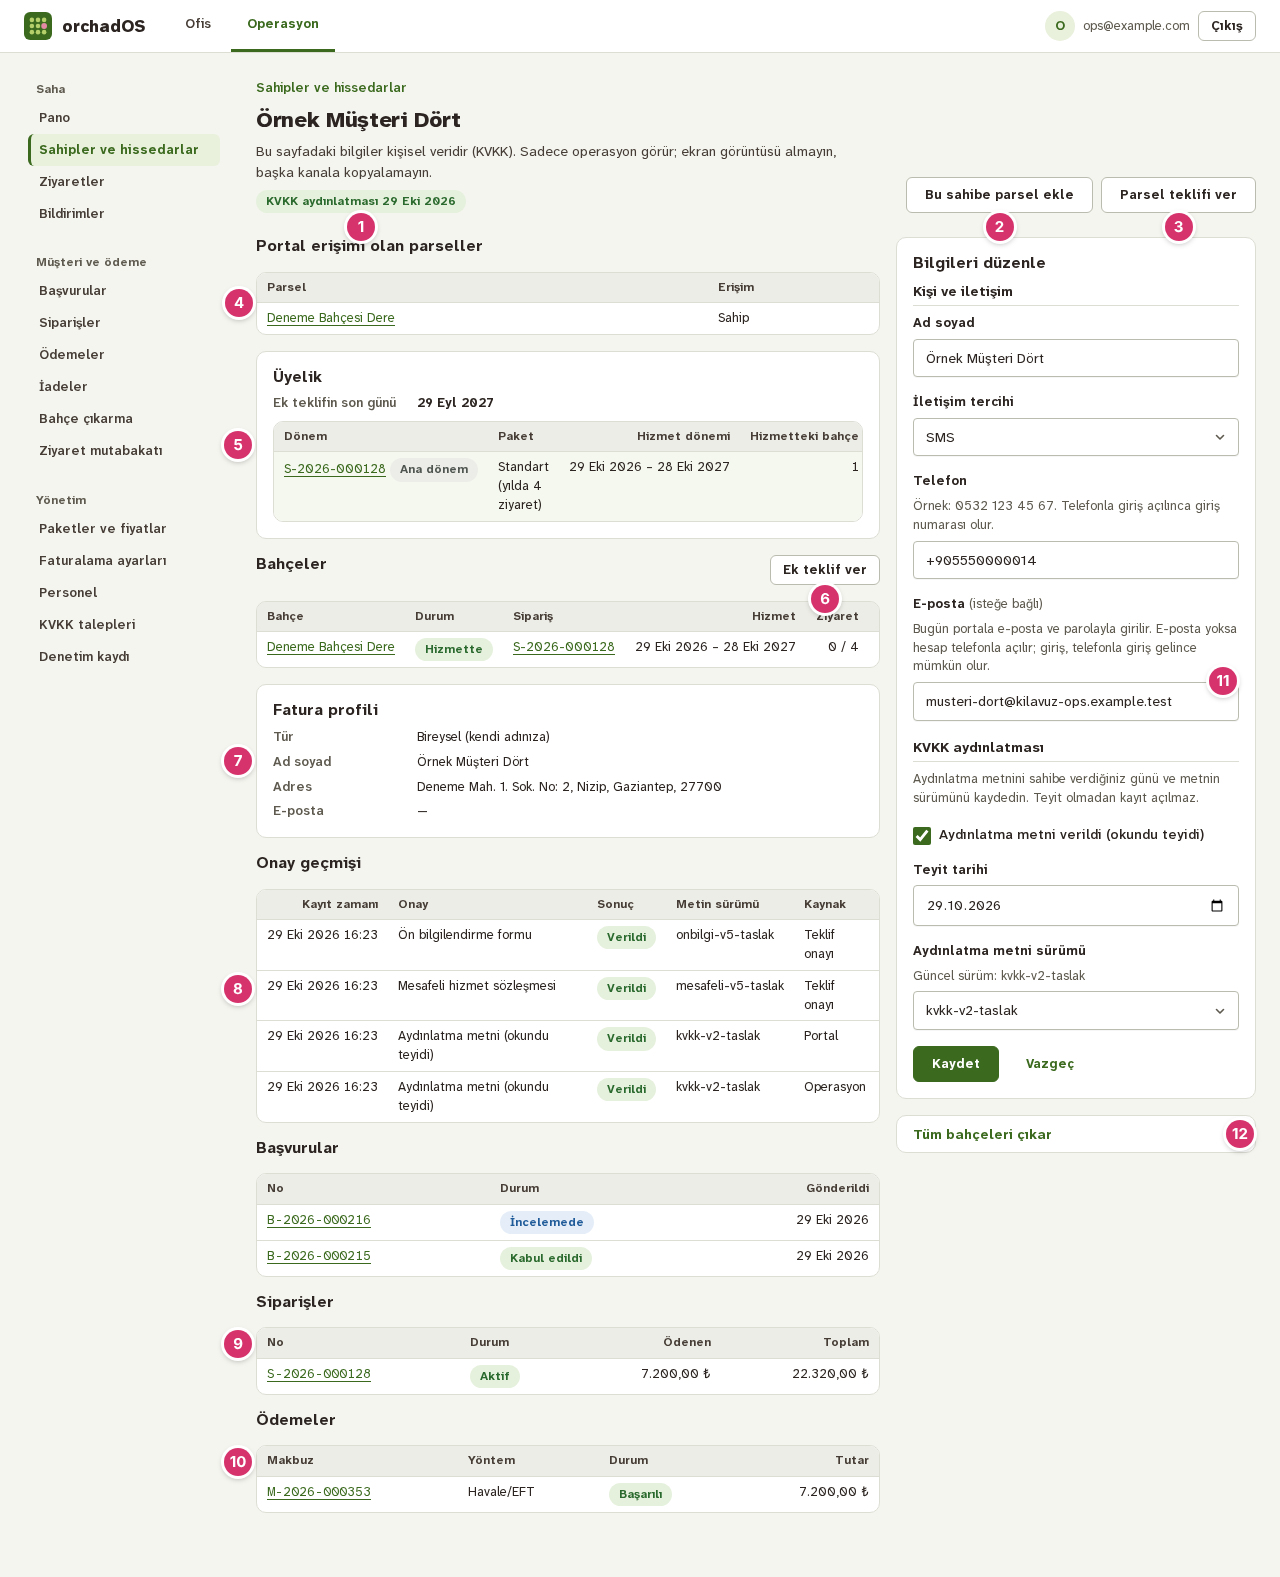 orchadOS
Ofis
Operasyon
O
ops@example.com
Çıkış
Saha
Pano
Sahipler ve hissedarlar
Ziyaretler
Bildirimler
Müşteri ve ödeme
Başvurular
Siparişler
Ödemeler
İadeler
Bahçe çıkarma
Ziyaret mutabakatı
Yönetim
Paketler ve fiyatlar
Faturalama ayarları
Personel
KVKK talepleri
Denetim kaydı
Sahipler ve hissedarlar
Örnek Müşteri Dört
Bu sayfadaki bilgiler kişisel veridir (KVKK). Sadece operasyon görür; ekran görüntüsü almayın,
başka kanala kopyalamayın.
KVKK aydınlatması 29 Eki 2026
1
Bu sahibe parsel ekle
2
Parsel teklifi ver
3
Portal erişimi olan parseller
4
Parsel Erişim
Deneme Bahçesi Dere Sahip
Üyelik
Ek teklifin son günü 29 Eyl 2027
5
Dönem Paket Hizmet dönemi Hizmetteki bahçe
S-2026-000128 Ana dönem Standart 29 Eki 2026 – 28 Eki 2027 1
(yılda 4
ziyaret)
Bahçeler
Ek teklif ver
6
Bahçe Durum Sipariş Hizmet Ziyaret
Deneme Bahçesi Dere Hizmette S-2026-000128 29 Eki 2026 – 28 Eki 2027 0 / 4
Fatura profili
7
Tür Bireysel (kendi adınıza)
Ad soyad Örnek Müşteri Dört
Adres Deneme Mah. 1. Sok. No: 2, Nizip, Gaziantep, 27700
E-posta —
Onay geçmişi
8
Kayıt zamanı Onay Sonuç Metin sürümü Kaynak
29 Eki 2026 16:23 Ön bilgilendirme formu Verildi onbilgi-v5-taslak Teklif
onayı
29 Eki 2026 16:23 Mesafeli hizmet sözleşmesi Verildi mesafeli-v5-taslak Teklif
onayı
29 Eki 2026 16:23 Aydınlatma metni (okundu Verildi kvkk-v2-taslak Portal
teyidi)
29 Eki 2026 16:23 Aydınlatma metni (okundu Verildi kvkk-v2-taslak Operasyon
teyidi)
Başvurular
No Durum Gönderildi
B-2026-000216 İncelemede 29 Eki 2026
B-2026-000215 Kabul edildi 29 Eki 2026
Siparişler
9
No Durum Ödenen Toplam
S-2026-000128 Aktif 7.200,00 ₺ 22.320,00 ₺
Ödemeler
10
Makbuz Yöntem Durum Tutar
M-2026-000353 Havale/EFT Başarılı 7.200,00 ₺
Bilgileri düzenle
Kişi ve iletişim
Ad soyad
Örnek Müşteri Dört
İletişim tercihi
SMS
Telefon
Örnek: 0532 123 45 67. Telefonla giriş açılınca giriş
numarası olur.
+905550000014
E-posta (isteğe bağlı)
Bugün portala e-posta ve parolayla girilir. E-posta yoksa
hesap telefonla açılır; giriş, telefonla giriş gelince
mümkün olur.
11
musteri-dort@kilavuz-ops.example.test
KVKK aydınlatması
Aydınlatma metnini sahibe verdiğiniz günü ve metnin
sürümünü kaydedin. Teyit olmadan kayıt açılmaz.
Aydınlatma metni verildi (okundu teyidi)
Teyit tarihi
29.10.2026
Aydınlatma metni sürümü
Güncel sürüm: kvkk-v2-taslak
kvkk-v2-taslak
Kaydet
Vazgeç
Tüm bahçeleri çıkar
12